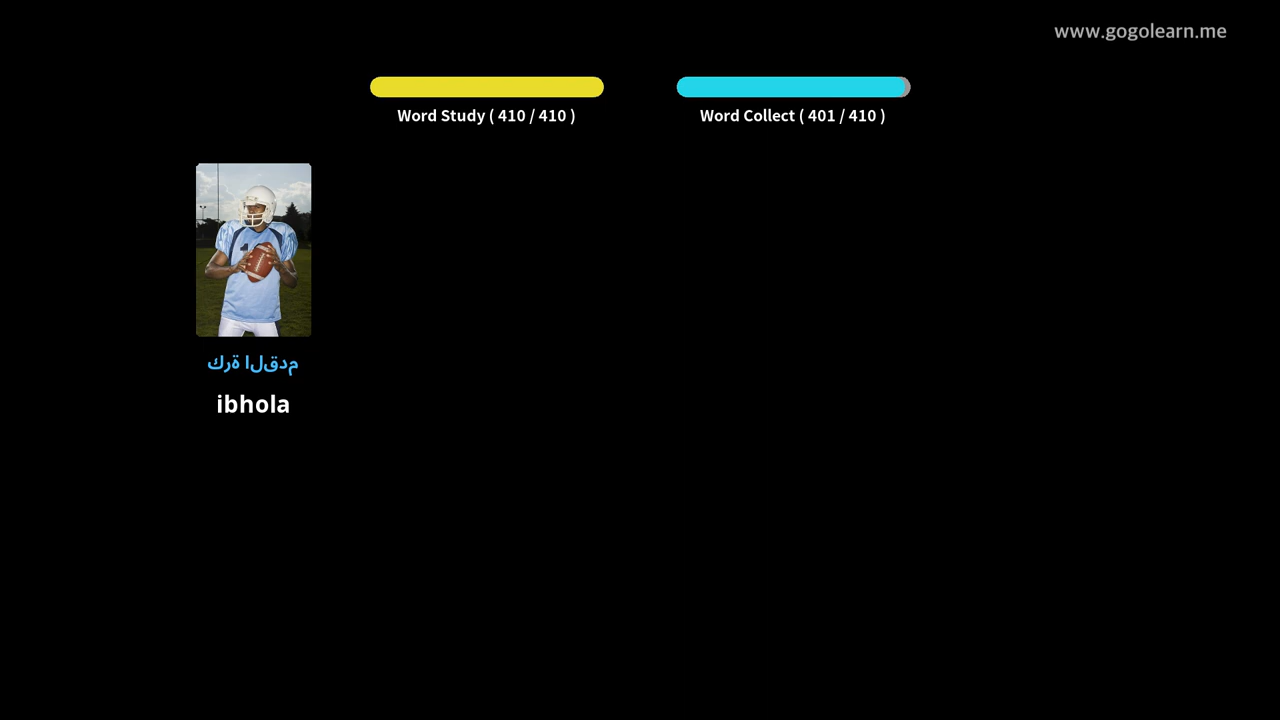 www.gogolearn.me
Word Study ( 410 / 410 )
Word Collect ( 401 / 410 )
كرة القدم
ibhola